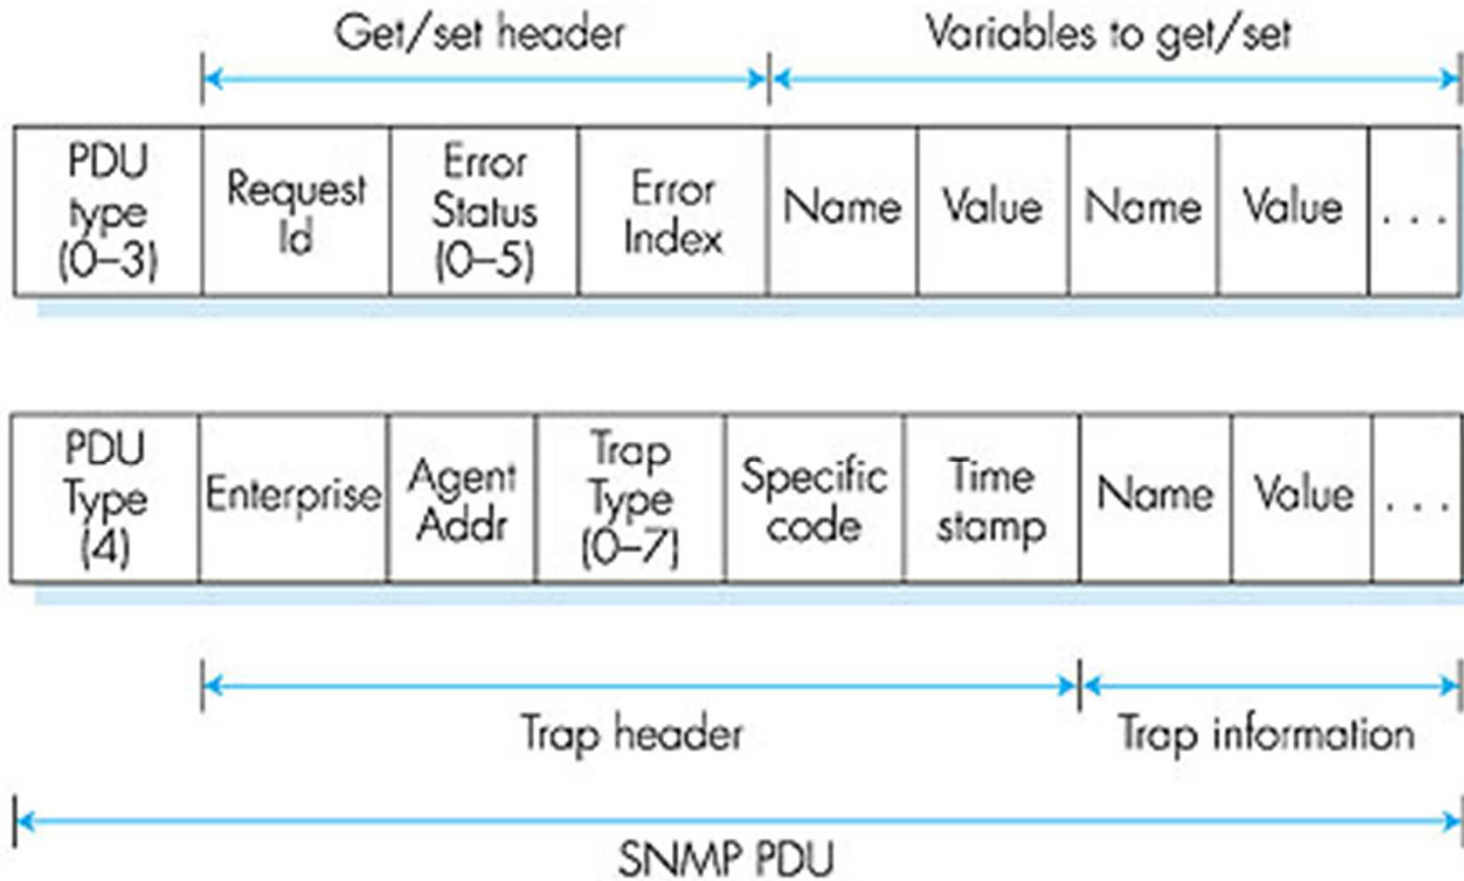 Get/set header
Variables to get/set
PDU
type
(0–3)
Request
Id
Error
Status
(0–5)
Error
Index
Name
Value
Name
Value
. . .
PDU
Type
(4)
Enterprise
Agent
Addr
Trap
Type
(0–7)
Specific
code
Time
stamp
Name
Value
. . .
Trap header
Trap information
SNMP PDU